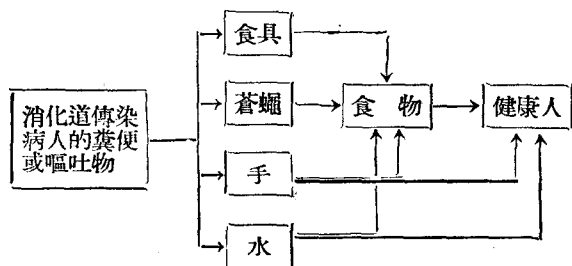 食具
蒼蠅
食物
健康人
消化道傳染
病人的糞便
或嘔吐物
手
水